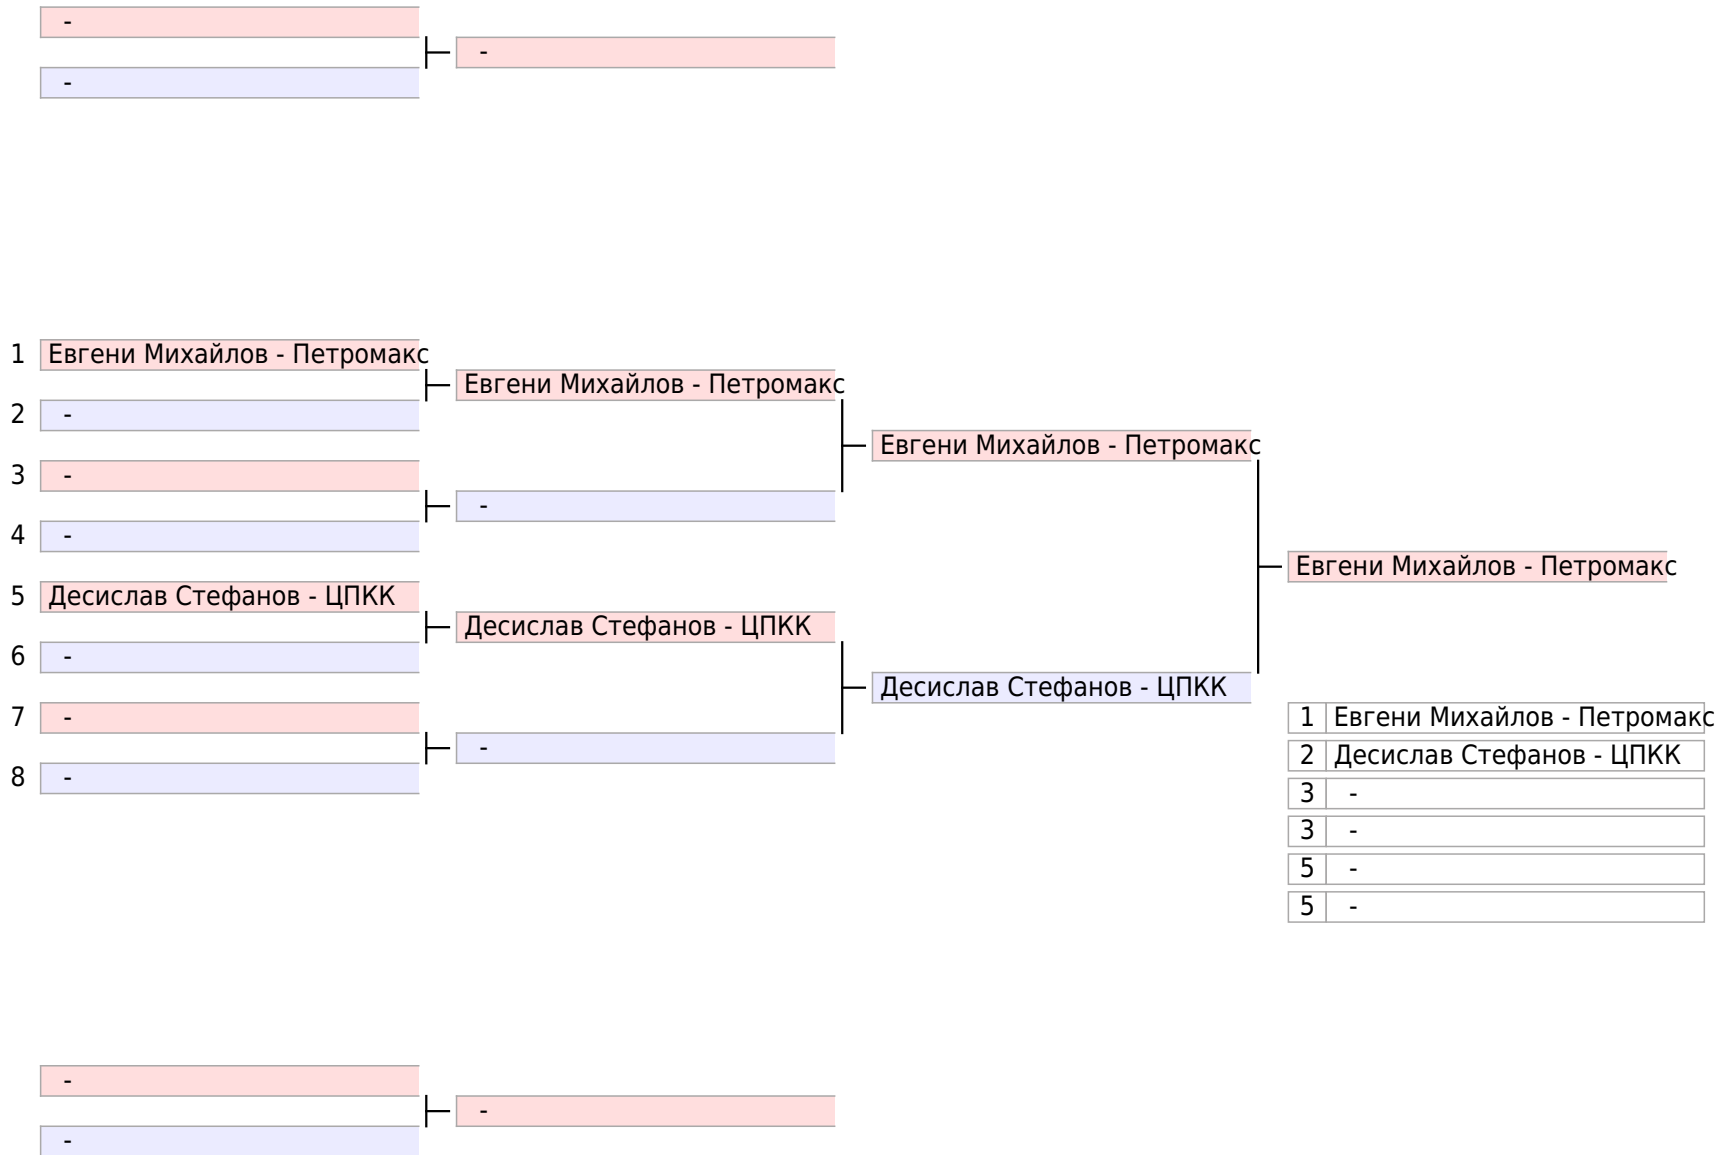 -
-
-
1 Евгени Михайлов - Петромакс
Евгени Михайлов - Петромакс
2 -
Евгени Михайлов - Петромакс
3 -
-
4 -
Евгени Михайлов - Петромакс
5 Десислав Стефанов - ЦПКК
Десислав Стефанов - ЦПКК
6 -
Десислав Стефанов - ЦПКК
7 -
-
8 -
1 Евгени Михайлов - Петромакс
2 Десислав Стефанов - ЦПКК
3 -
3 -
5 -
5 -
-
-
-